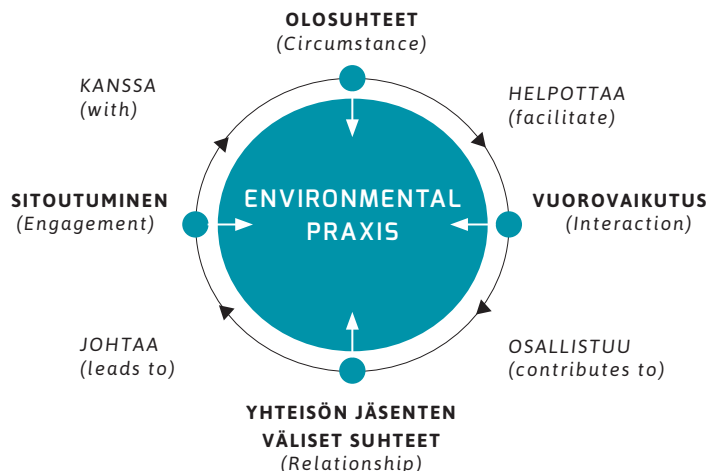 OLOSUHTEET
(Circumstance)
KANSSA
(with)
HELPOTTAA
(facilitate)
SITOUTUMINEN
(Engagement)
ENVIRONMENTAL
PRAXIS
VUOROVAIKUTUS
(Interaction)
JOHTAA
(leads to)
OSALLISTUU
(contributes to)
YHTEISÖN JÄSENTEN
VÄLISET SUHTEET
(Relationship)